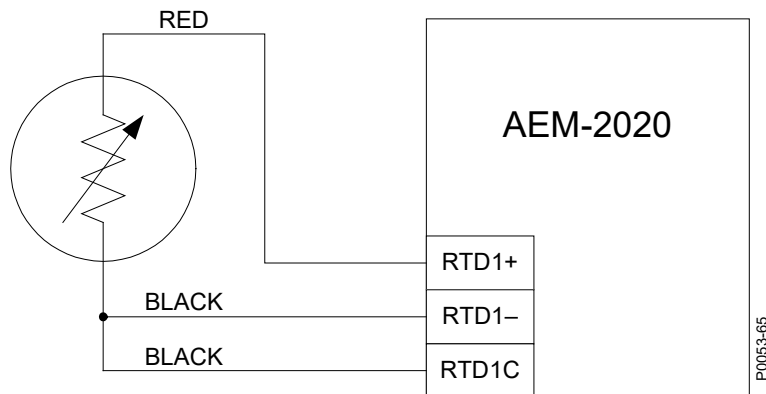 RED
AEM-2020
RTD1+
BLACK
RTD1–
BLACK
RTD1C
P0053-65